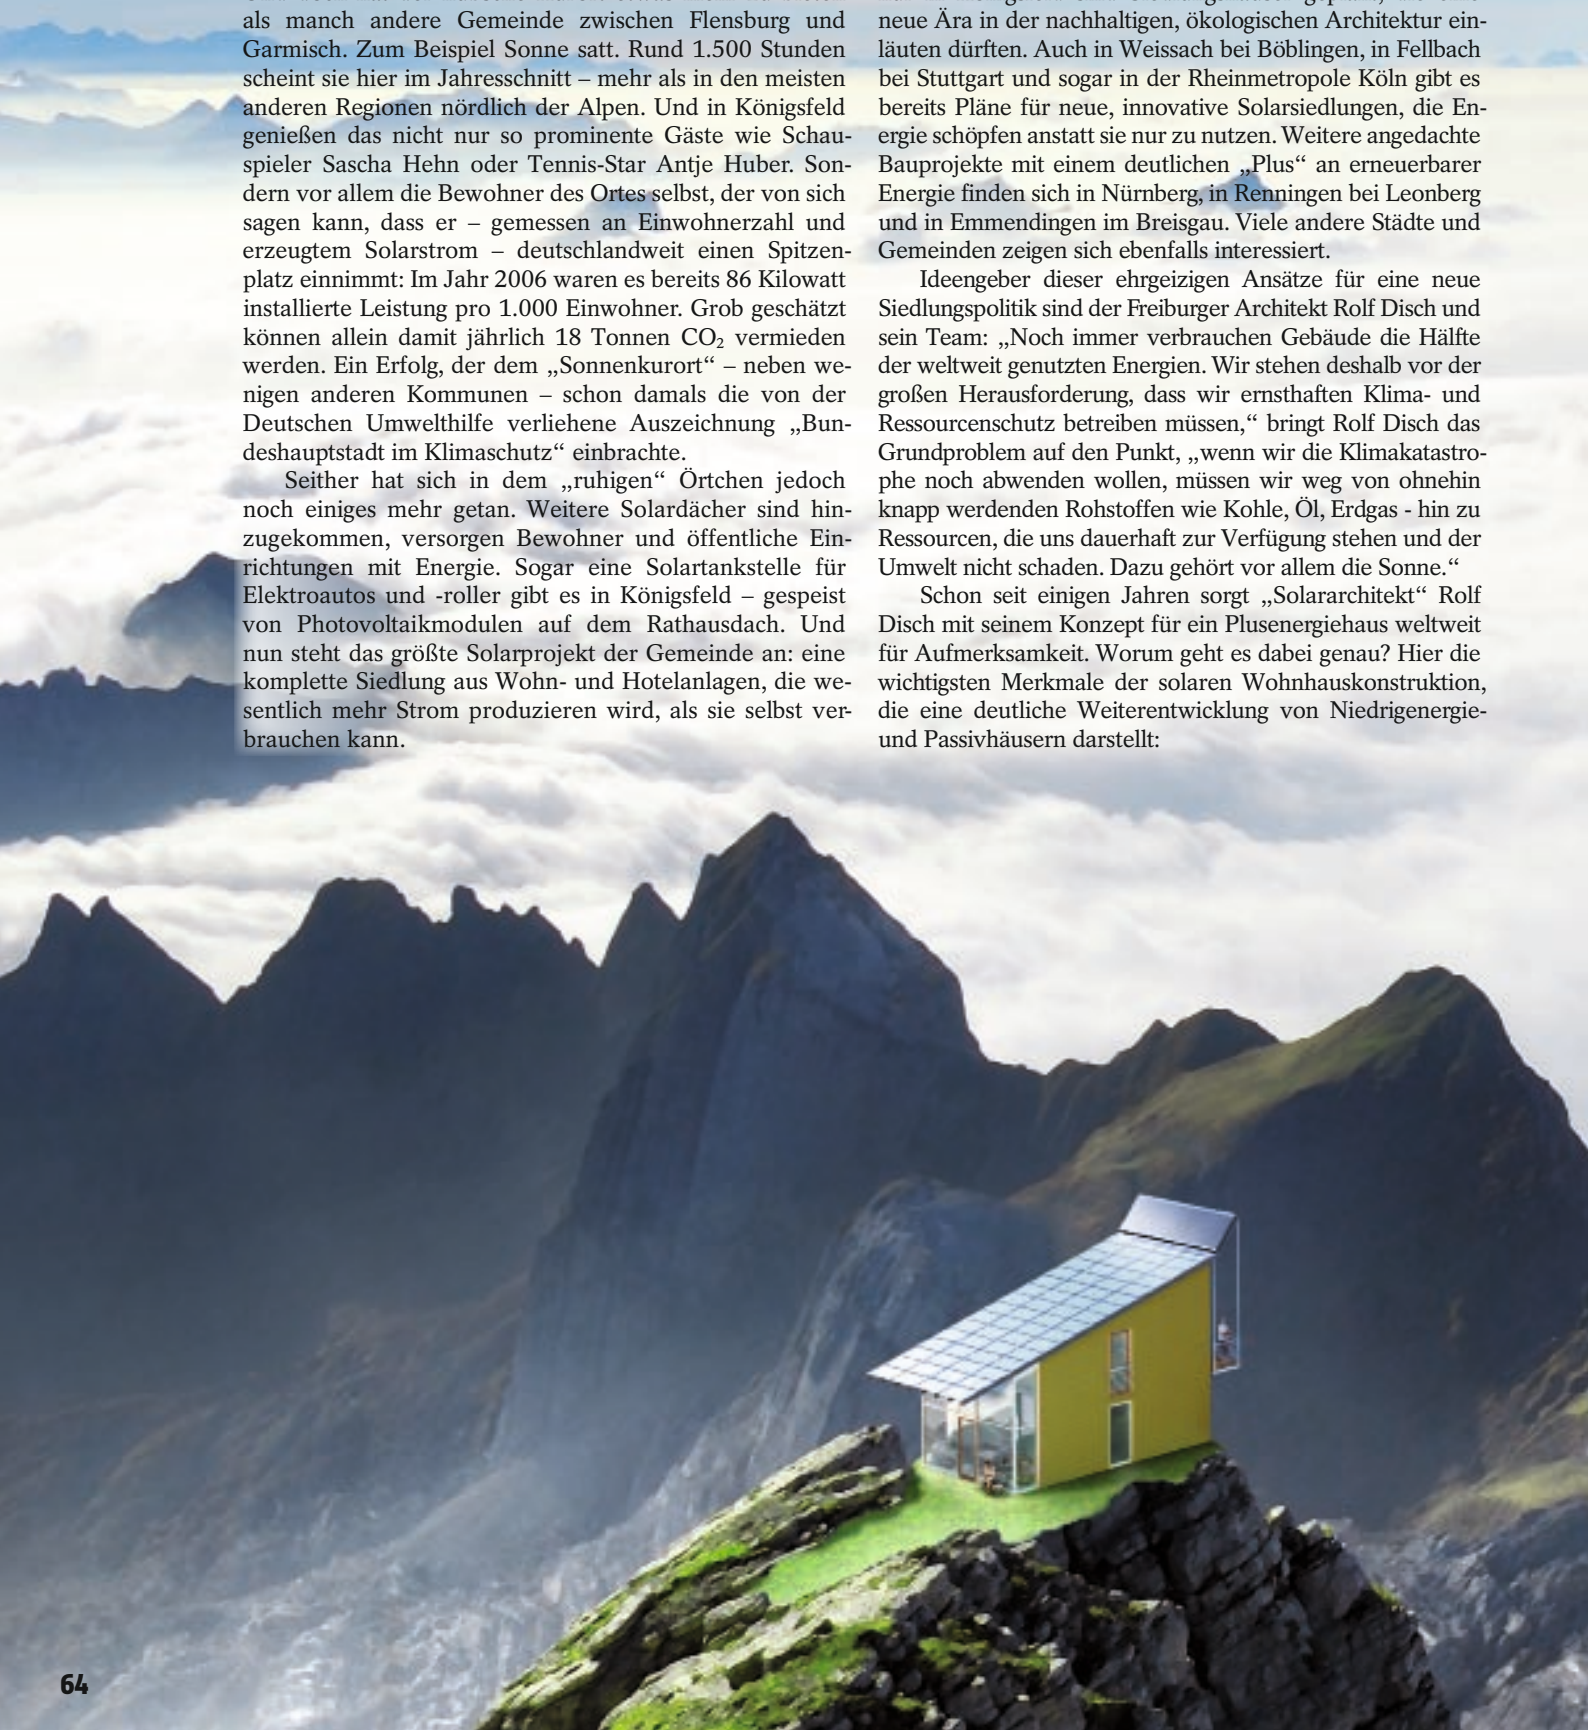 als manch andere Gemeinde zwischen Flensburg und
Garmisch. Zum Beispiel Sonne satt. Rund 1.500 Stunden
scheint sie hier im Jahresschnitt – mehr als in den meisten
anderen Regionen nördlich der Alpen. Und in Königsfeld
genießen das nicht nur so prominente Gäste wie Schau-
spieler Sascha Hehn oder Tennis-Star Antje Huber. Son-
dern vor allem die Bewohner des Ortes selbst, der von sich
sagen kann, dass er – gemessen an Einwohnerzahl und
erzeugtem Solarstrom – deutschlandweit einen Spitzen-
platz einnimmt: Im Jahr 2006 waren es bereits 86 Kilowatt
installierte Leistung pro 1.000 Einwohner. Grob geschätzt
können allein damit jährlich 18 Tonnen CO₂ vermieden
werden. Ein Erfolg, der dem „Sonnenkurort“ – neben we-
nigen anderen Kommunen – schon damals die von der
Deutschen Umwelthilfe verliehene Auszeichnung „Bun-
deshauptstadt im Klimaschutz“ einbrachte.
Seither hat sich in dem „ruhigen“ Örtchen jedoch
noch einiges mehr getan. Weitere Solardächer sind hin-
zugekommen, versorgen Bewohner und öffentliche Ein-
richtungen mit Energie. Sogar eine Solartankstelle für
Elektroautos und -roller gibt es in Königsfeld – gespeist
von Photovoltaikmodulen auf dem Rathausdach. Und
nun steht das größte Solarprojekt der Gemeinde an: eine
komplette Siedlung aus Wohn- und Hotelanlagen, die we-
sentlich mehr Strom produzieren wird, als sie selbst ver-
brauchen kann.
neue Ära in der nachhaltigen, ökologischen Architektur ein-
läuten dürften. Auch in Weissach bei Böblingen, in Fellbach
bei Stuttgart und sogar in der Rheinmetropole Köln gibt es
bereits Pläne für neue, innovative Solarsiedlungen, die En-
ergie schöpfen anstatt sie nur zu nutzen. Weitere angedachte
Bauprojekte mit einem deutlichen „Plus“ an erneuerbarer
Energie finden sich in Nürnberg, in Renningen bei Leonberg
und in Emmendingen im Breisgau. Viele andere Städte und
Gemeinden zeigen sich ebenfalls interessiert.
Ideengeber dieser ehrgeizigen Ansätze für eine neue
Siedlungspolitik sind der Freiburger Architekt Rolf Disch und
sein Team: „Noch immer verbrauchen Gebäude die Hälfte
der weltweit genutzten Energien. Wir stehen deshalb vor der
großen Herausforderung, dass wir ernsthaften Klima- und
Ressourcenschutz betreiben müssen,“ bringt Rolf Disch das
Grundproblem auf den Punkt, „wenn wir die Klimakatastro-
phe noch abwenden wollen, müssen wir weg von ohnehin
knapp werdenden Rohstoffen wie Kohle, Öl, Erdgas - hin zu
Ressourcen, die uns dauerhaft zur Verfügung stehen und der
Umwelt nicht schaden. Dazu gehört vor allem die Sonne.“
Schon seit einigen Jahren sorgt „Solararchitekt“ Rolf
Disch mit seinem Konzept für ein Plusenergiehaus weltweit
für Aufmerksamkeit. Worum geht es dabei genau? Hier die
wichtigsten Merkmale der solaren Wohnhauskonstruktion,
die eine deutliche Weiterentwicklung von Niedrigenergie-
und Passivhäusern darstellt:
64